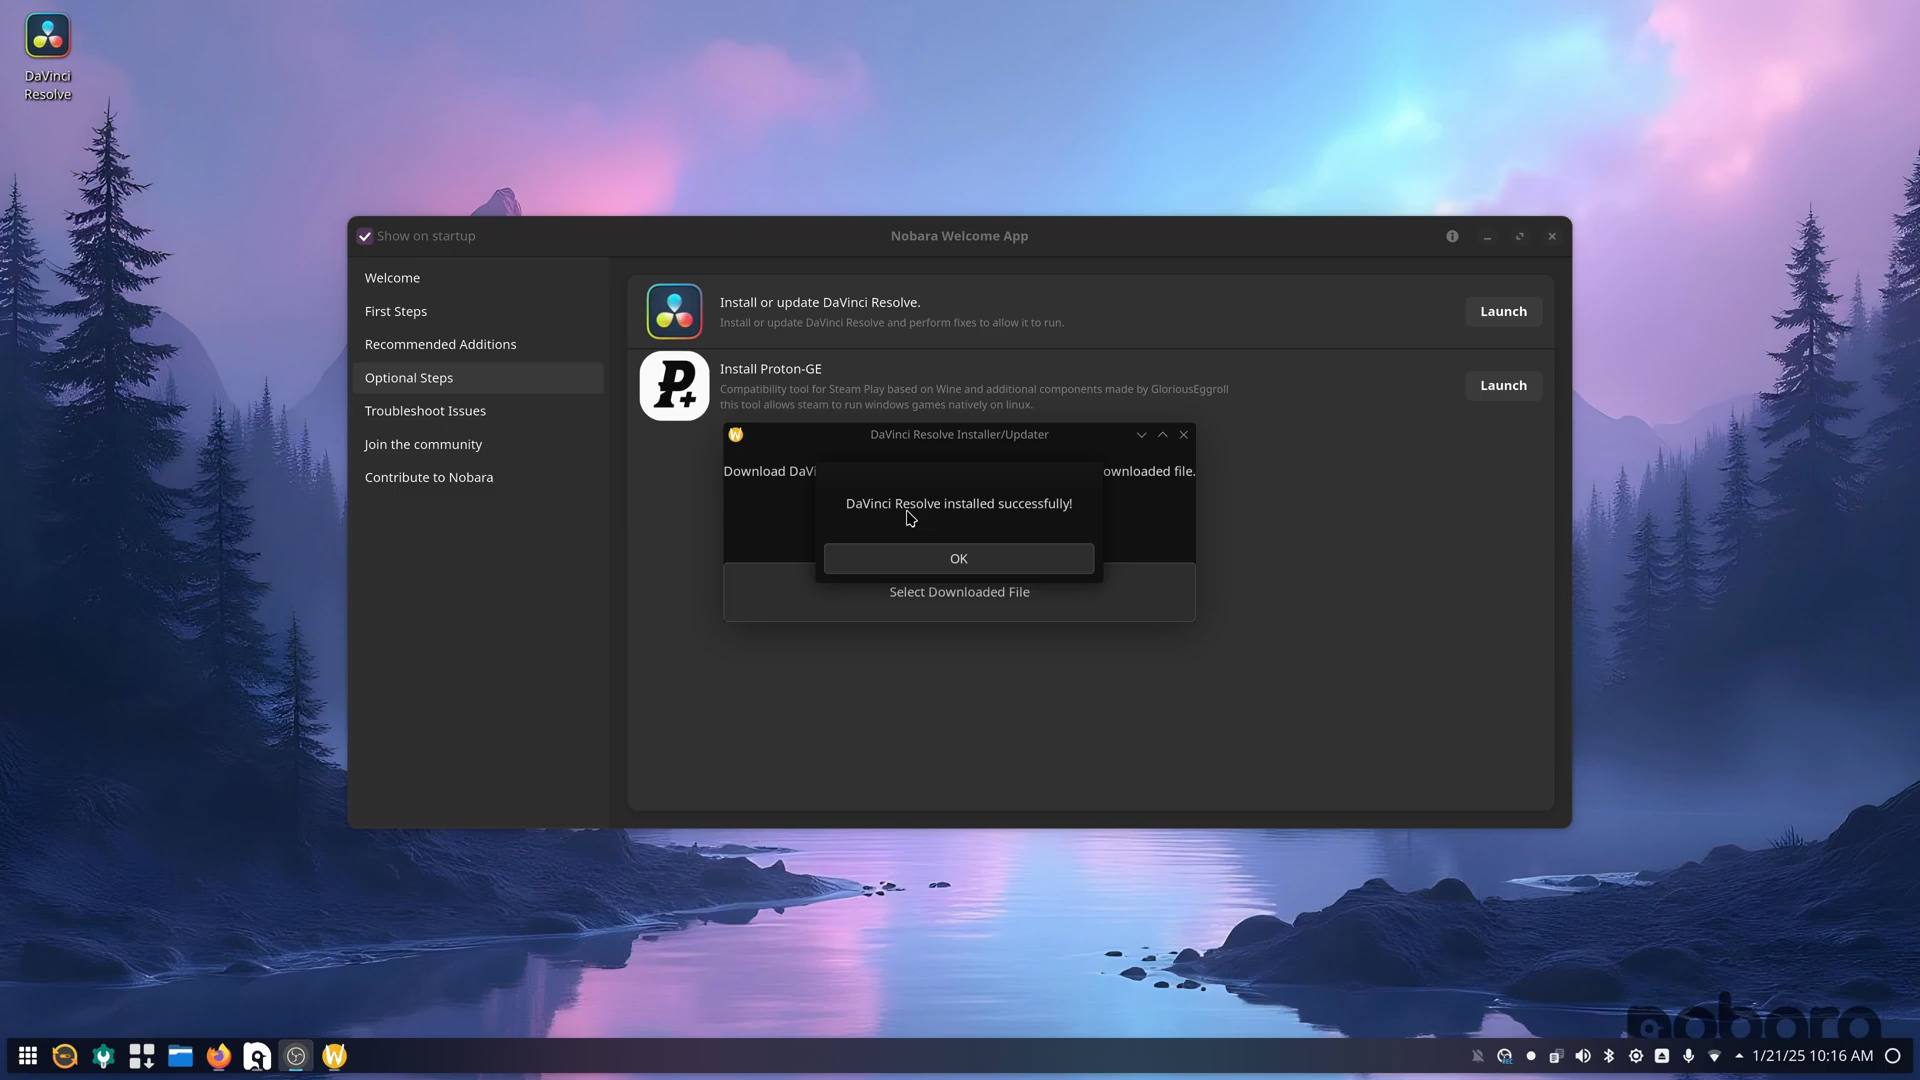 DaVinci
Resolve
Show on startup
Nobara Welcome App
Welcome
First Steps
Recommended Additions
Optional Steps
Troubleshoot Issues
Join the community
Contribute to Nobara
Install or update DaVinci Resolve.
Install or update DaVinci Resolve and perform fixes to allow it to run.
Launch
Install Proton-GE
Compatibility tool for Steam Play based on Wine and additional components made by GloriousEggroll
this tool allows steam to run windows games natively on linux.
Launch
DaVinci Resolve Installer/Updater
Download DaVi ownloaded file.
DaVinci Resolve installed successfully!
OK
Select Downloaded File
nobara
1/21/25 10:16 AM